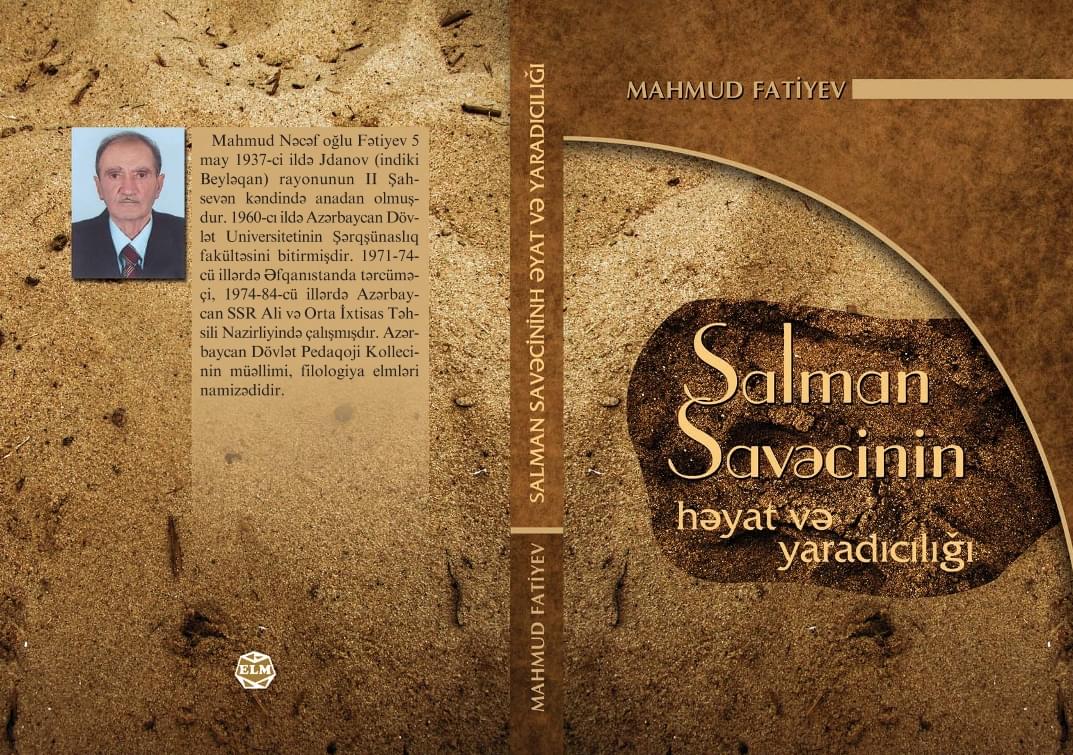 Mahmud Nəcəf oğlu Fətiyev 5
may 1937-ci ildə Jdanov (indiki
Beyləqan) rayonunun II Şah-
sevən kəndində anadan olmuş-
dur. 1960-cı ildə Azərbaycan Döv-
lət Universitetinin Şərqşünaslıq
fakültəsini bitirmişdir. 1971-74-
cü illərdə Əfqanıstanda tərcümə-
çi, 1974-84-cü illərdə Azərbay-
can SSR Ali və Orta İxtisas Təh-
sili Nazirliyində çalışmışdır. Azər-
baycan Dövlət Pedaqoji Kolleci-
nin müəllimi, filologiya elmləri
namizədidir.
ELM
MAHMUD FATİYEV
SALMAN SAVƏCİNİNH ƏYAT VƏ YARADICILIĞI
MAHMUD FATİYEV
Salman
Savəcinin
həyat və
yaradıcılığı